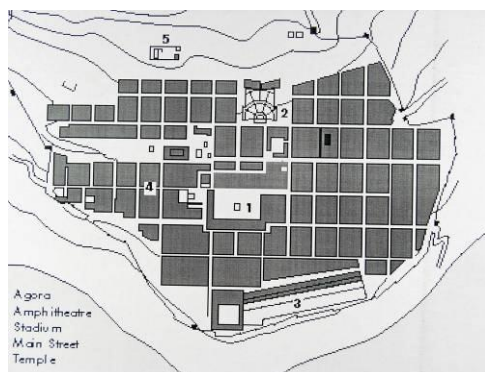 5
2
4
1
3
Agora
Amphitheatre
Stadium
Main Street
Temple